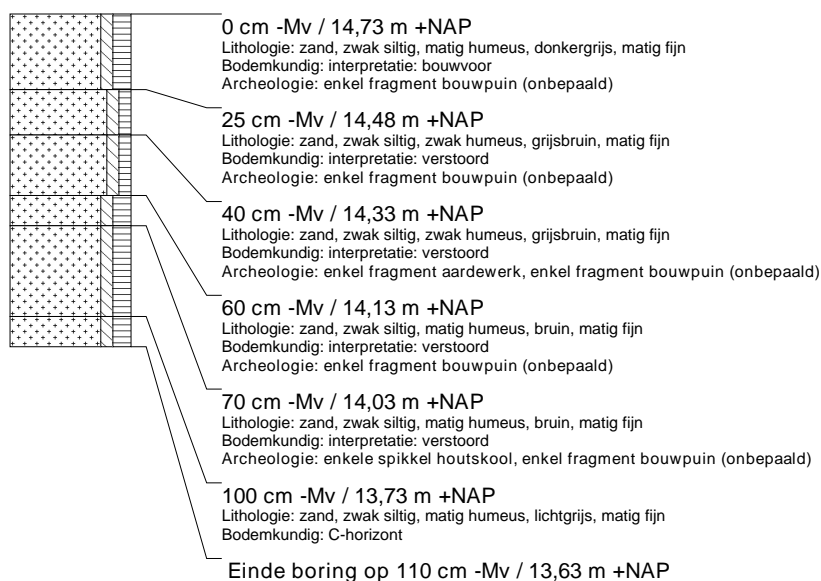 0 cm -Mv / 14,73 m +NAP
Lithologie: zand, zwak siltig, matig humeus, donkergrijs, matig fijn
Bodemkundig: interpretatie: bouwvoor
Archeologie: enkel fragment bouwpuin (onbepaald)
25 cm -Mv / 14,48 m +NAP
Lithologie: zand, zwak siltig, zwak humeus, grijsbruin, matig fijn
Bodemkundig: interpretatie: verstoord
Archeologie: enkel fragment bouwpuin (onbepaald)
40 cm -Mv / 14,33 m +NAP
Lithologie: zand, zwak siltig, zwak humeus, grijsbruin, matig fijn
Bodemkundig: interpretatie: verstoord
Archeologie: enkel fragment aardewerk, enkel fragment bouwpuin (onbepaald)
60 cm -Mv / 14,13 m +NAP
Lithologie: zand, zwak siltig, matig humeus, bruin, matig fijn
Bodemkundig: interpretatie: verstoord
Archeologie: enkel fragment bouwpuin (onbepaald)
70 cm -Mv / 14,03 m +NAP
Lithologie: zand, zwak siltig, matig humeus, bruin, matig fijn
Bodemkundig: interpretatie: verstoord
Archeologie: enkele spikkel houtskool, enkel fragment bouwpuin (onbepaald)
100 cm -Mv / 13,73 m +NAP
Lithologie: zand, zwak siltig, matig humeus, lichtgrijs, matig fijn
Bodemkundig: C-horizont
Einde boring op 110 cm -Mv / 13,63 m +NAP